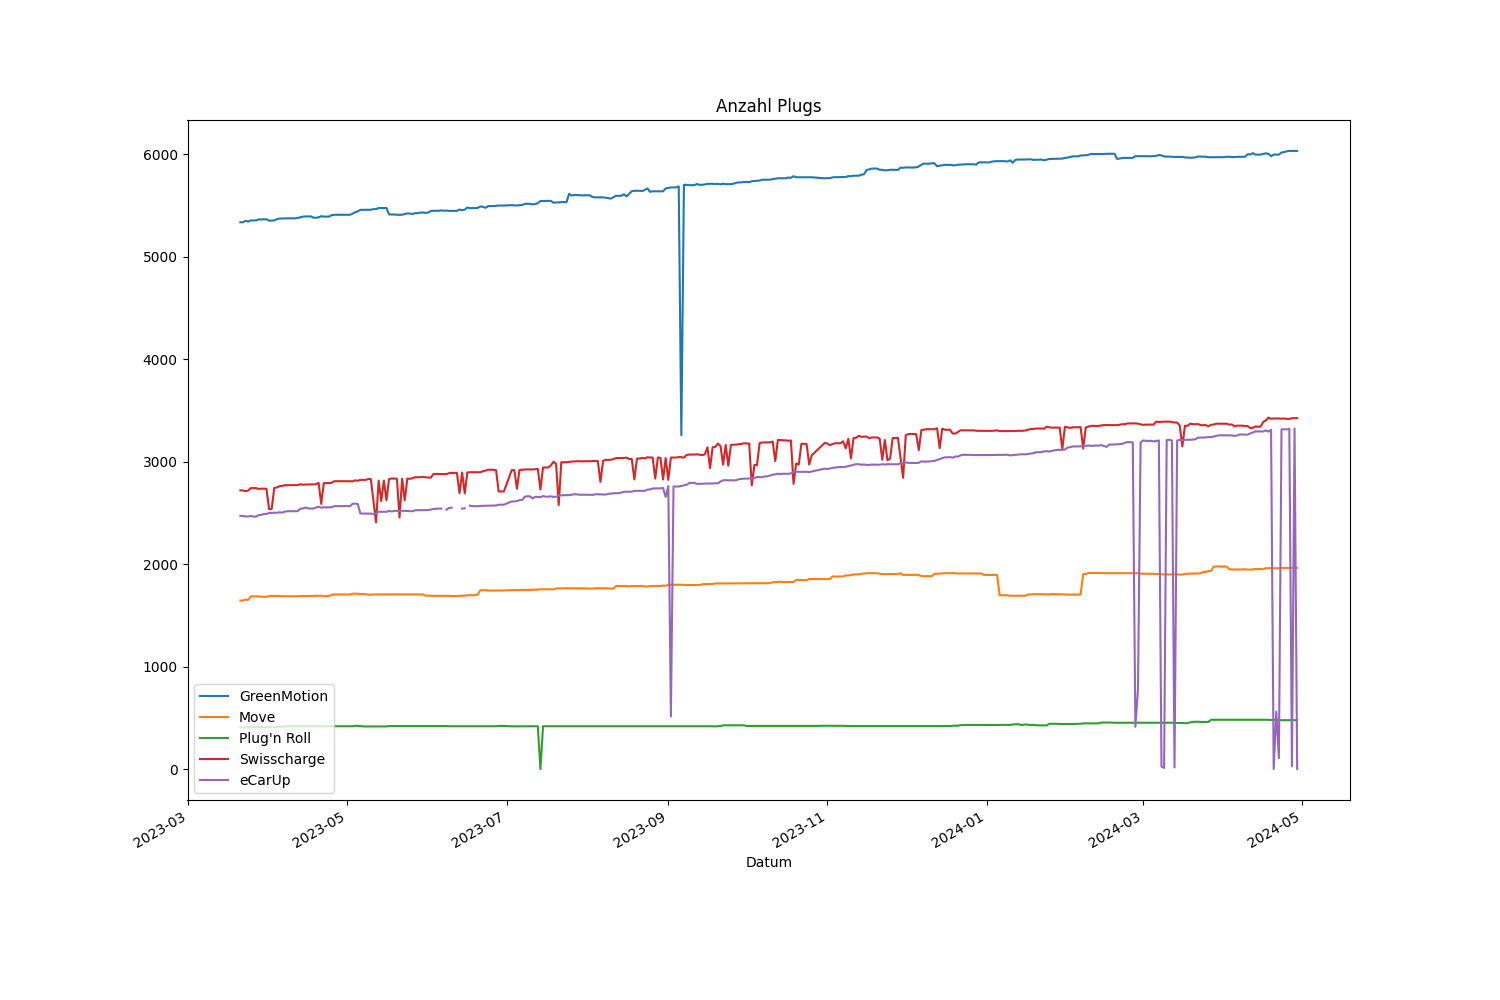 Anzahl Plugs
6000
5000
4000
3000
2000
1000
0
GreenMotion
Move
Plug'n Roll
Swisscharge
eCarUp
2023-03
2023-05
2023-07
2023-09
2023-11
2024-01
2024-03
2024-05
Datum